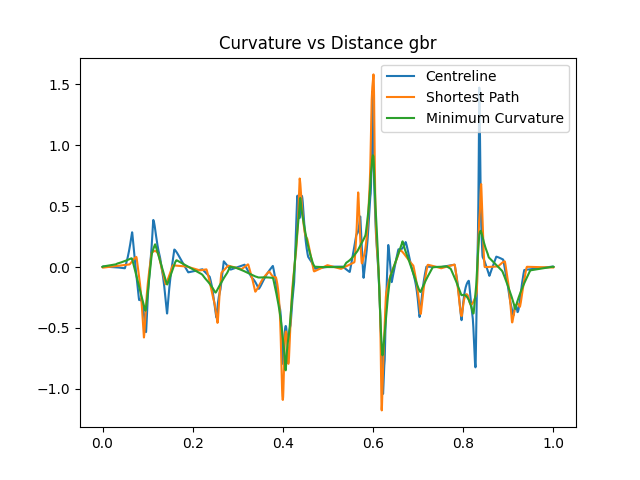 Curvature vs Distance gbr
Centreline
Shortest Path
Minimum Curvature
1.5
1.0
0.5
0.0
−0.5
−1.0
0.0 0.2 0.4 0.6 0.8 1.0